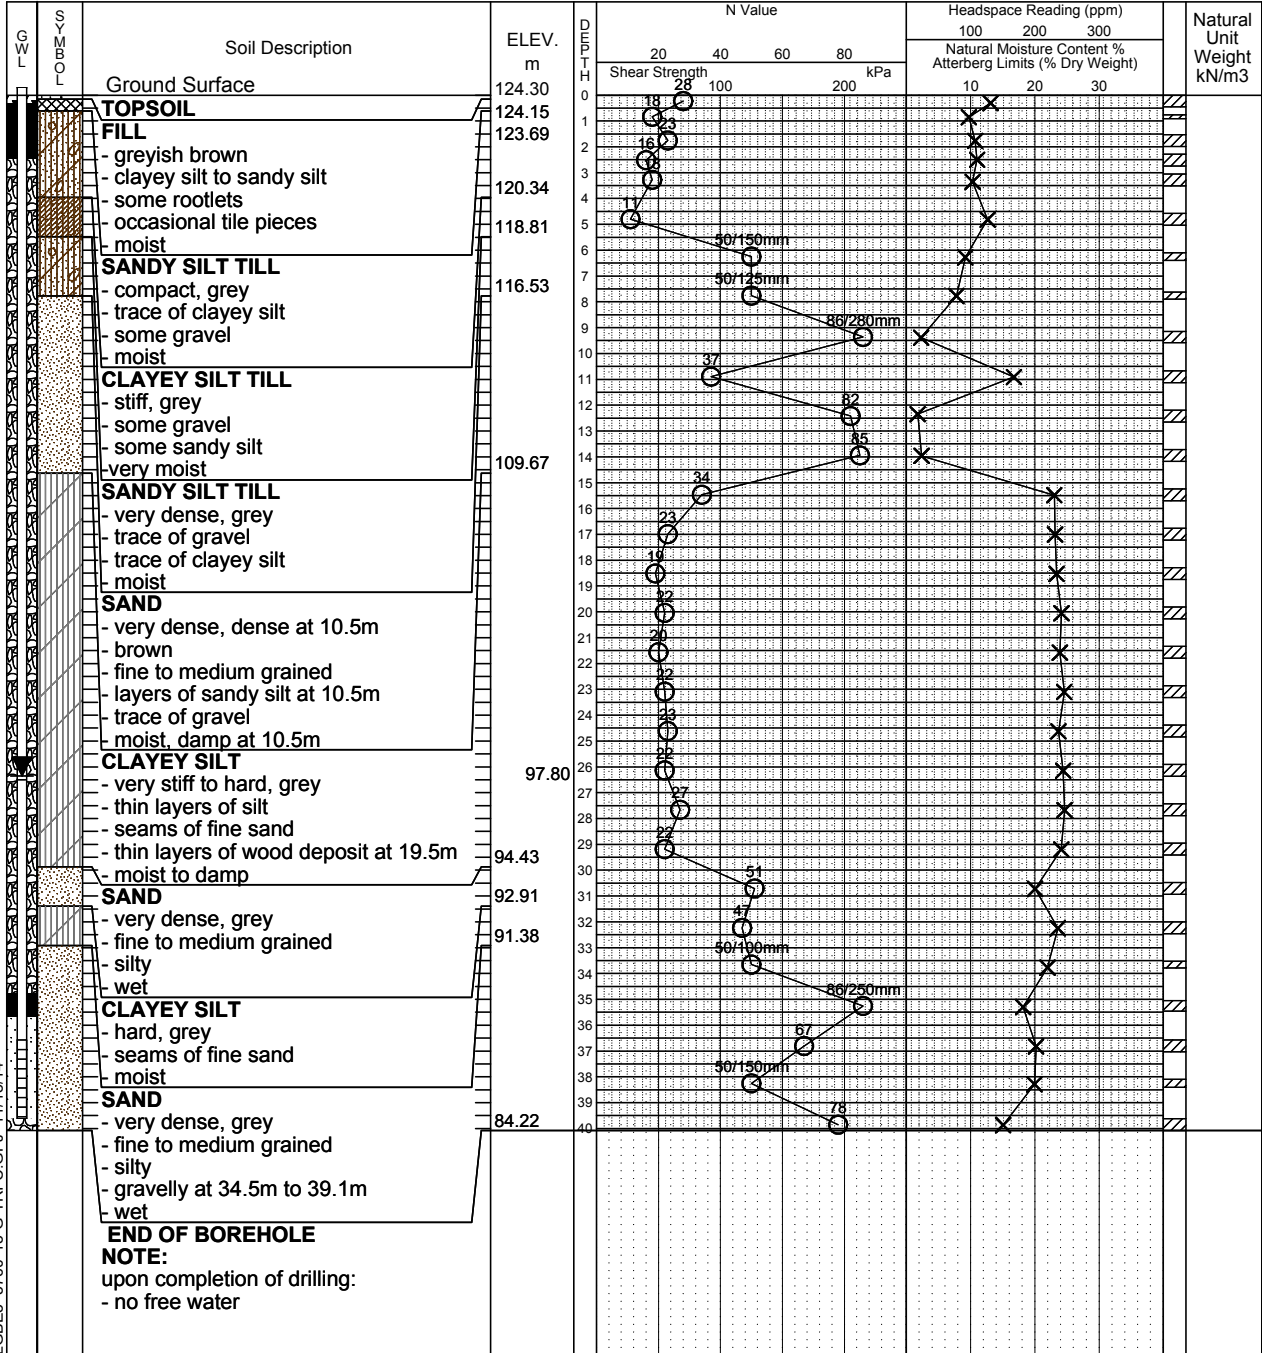 GWL
SYMBOL
Soil Description
ELEV.
m
DEPTH
N Value
20 40 60 80
Shear Strength kPa
100 200
Headspace Reading (ppm)
100 200 300
Natural Moisture Content %
Atterberg Limits (% Dry Weight)
10 20 30
Natural
Unit
Weight
kN/m3
Ground Surface
124.30
TOPSOIL
124.15
FILL
123.69
- greyish brown
- clayey silt to sandy silt
120.34
- some rootlets
- occasional tile pieces
118.81
- moist
SANDY SILT TILL
- compact, grey
116.53
- trace of clayey silt
- some gravel
- moist
CLAYEY SILT TILL
- stiff, grey
- some gravel
- some sandy silt
-very moist
109.67
SANDY SILT TILL
- very dense, grey
- trace of gravel
- trace of clayey silt
- moist
SAND
- very dense, dense at 10.5m
- brown
- fine to medium grained
- layers of sandy silt at 10.5m
- trace of gravel
- moist, damp at 10.5m
CLAYEY SILT
97.80
- very stiff to hard, grey
- thin layers of silt
- seams of fine sand
- thin layers of wood deposit at 19.5m
94.43
- moist to damp
SAND
92.91
- very dense, grey
- fine to medium grained
91.38
- silty
- wet
CLAYEY SILT
- hard, grey
- seams of fine sand
- moist
SAND
- very dense, grey
84.22
- fine to medium grained
- silty
- gravelly at 34.5m to 39.1m
- wet
END OF BOREHOLE
NOTE:
upon completion of drilling:
- no free water
0
1
2
3
4
5
6
7
8
9
10
11
12
13
14
15
16
17
18
19
20
21
22
23
24
25
26
27
28
29
30
31
32
33
34
35
36
37
38
39
40
28
18
23
16
18
11
50/150mm
50/125mm
86/280mm
37
82
85
34
23
19
22
20
22
23
22
27
22
51
47
50/100mm
86/250mm
67
50/150mm
78